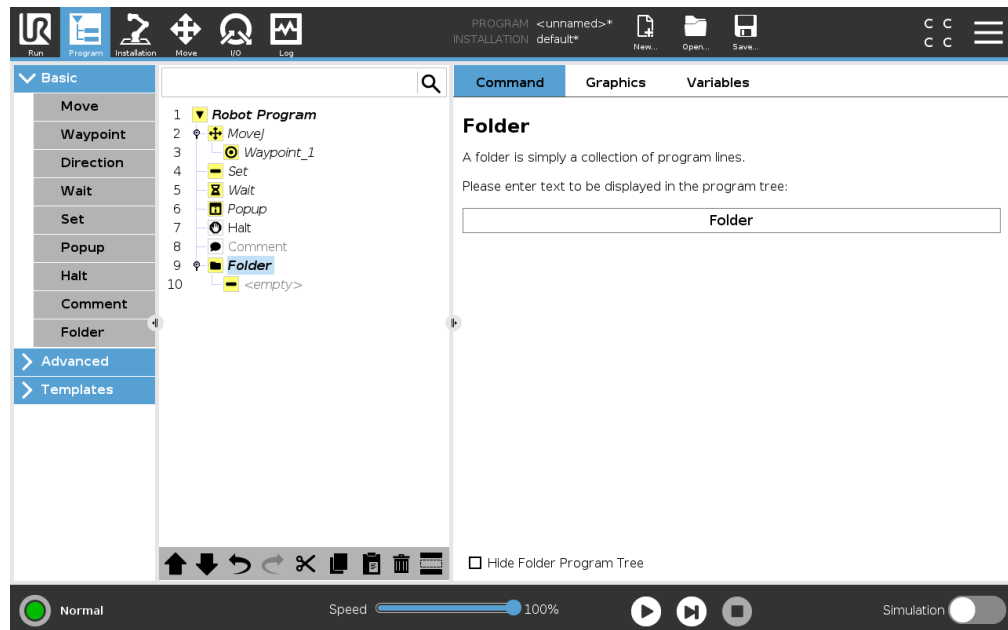 PROGRAM <unnamed>*
INSTALLATION default*
Run
Program
Installation
Move
I/O
Log
New...
Open...
Save...
C C
C C
Basic
Move
Waypoint
Direction
Wait
Set
Popup
Halt
Comment
Folder
Advanced
Templates
1 Robot Program
2 MoveJ
3 Waypoint_1
4 Set
5 Wait
6 Popup
7 Halt
8 Comment
9 Folder
10 <empty>
Command Graphics Variables
Folder
A folder is simply a collection of program lines.
Please enter text to be displayed in the program tree:
Folder
Hide Folder Program Tree
Normal
Speed 100%
Simulation